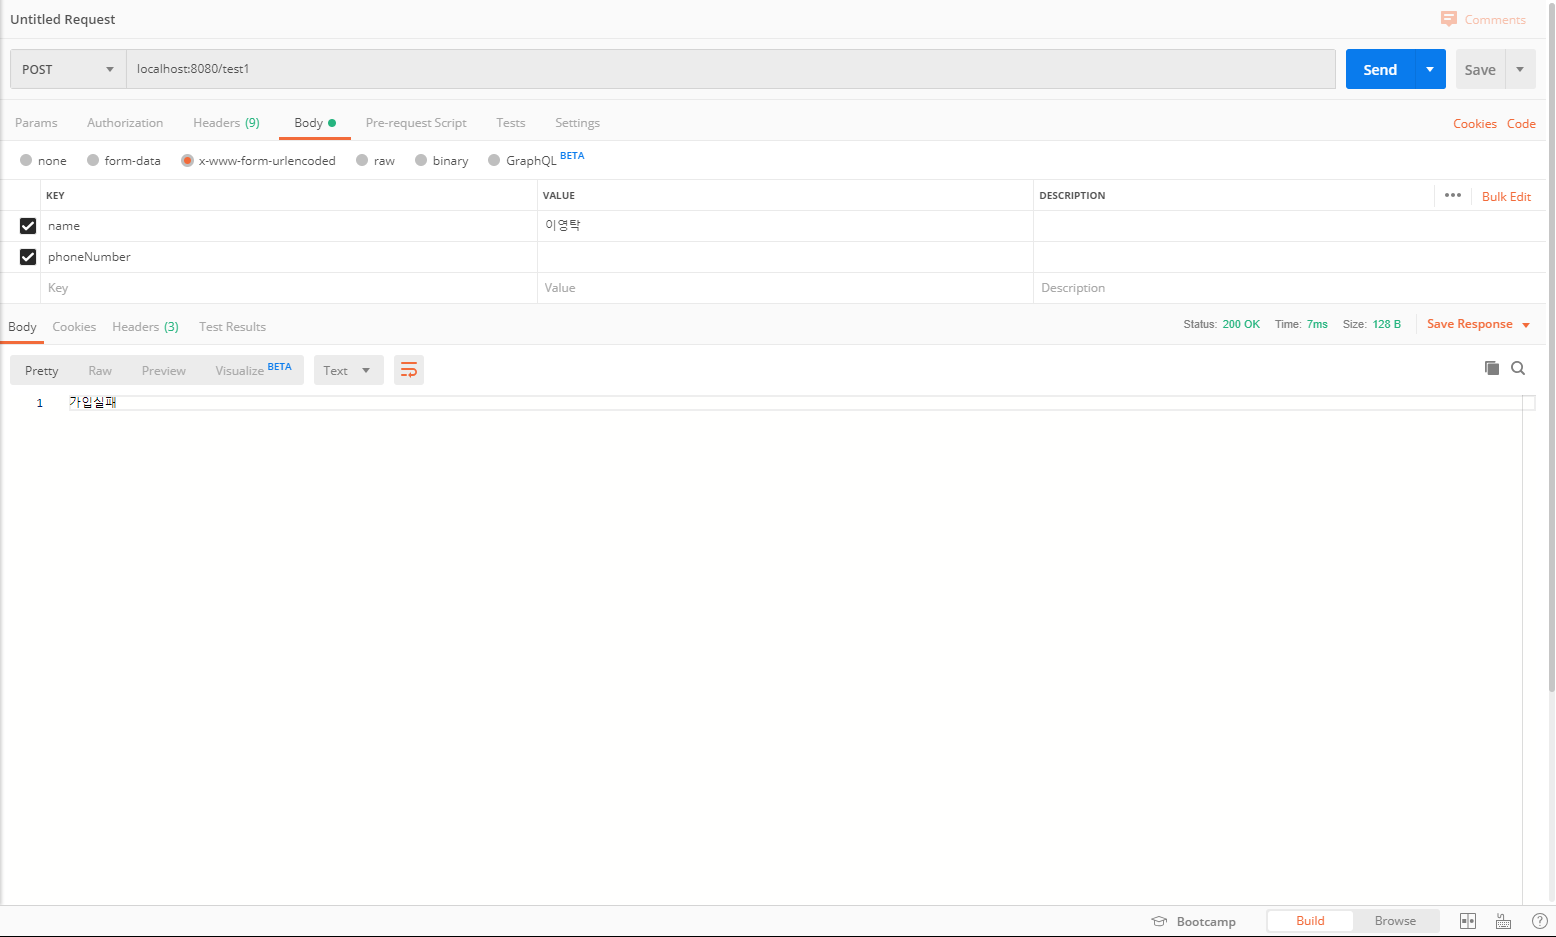 Untitled Request
Comments
POST localhost:8080/test1 Send Save
Params Authorization Headers (9) Body Pre-request Script Tests Settings Cookies Code
none form-data x-www-form-urlencoded raw binary GraphQL BETA
KEY VALUE DESCRIPTION ••• Bulk Edit
name 이영탁
phoneNumber
Key Value Description
Body Cookies Headers (3) Test Results Status: 200 OK Time: 7ms Size: 128 B Save Response
Pretty Raw Preview Visualize BETA Text
1 가입실패
Bootcamp Build Browse